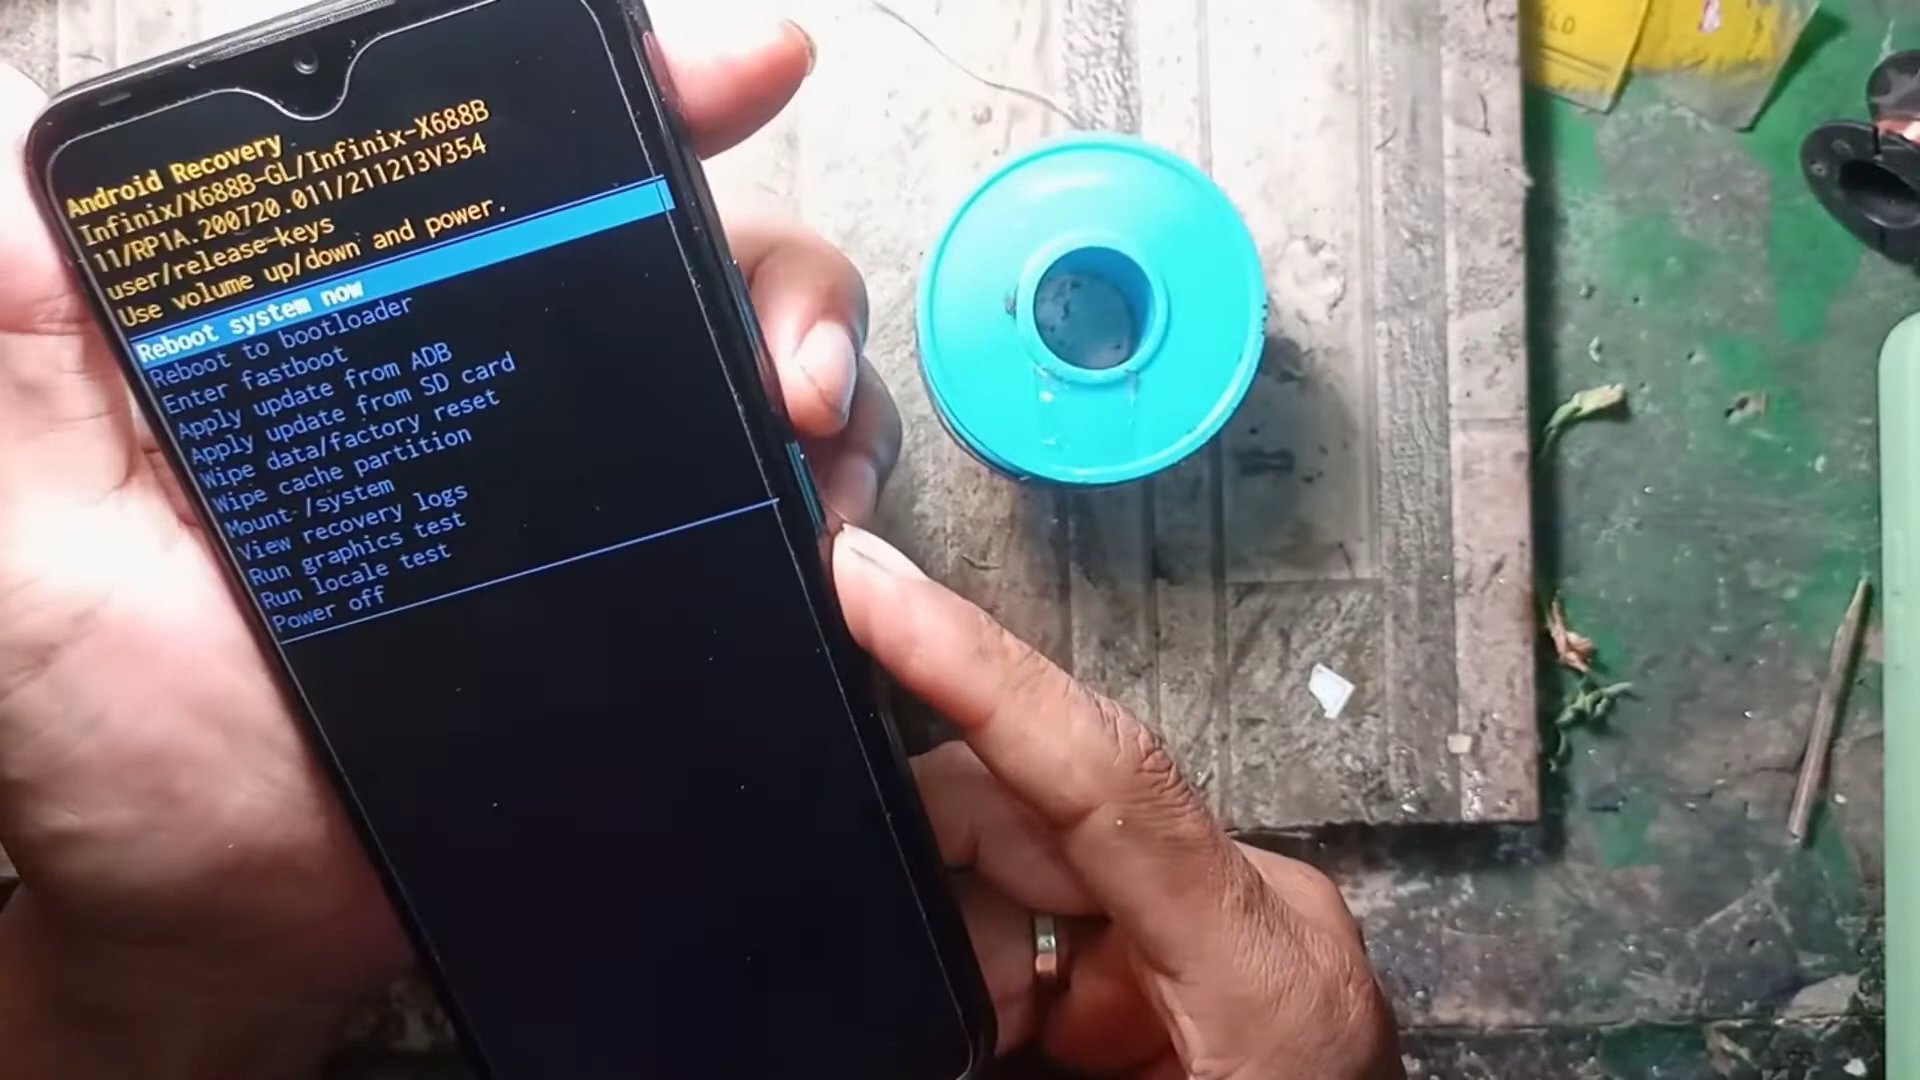 Android Recovery
Infinix/X688B-GL/Infinix-X688B
11/RP1A.200720.011/211213V354
user/release-keys
Use volume up/down and power.
Reboot system now
Reboot to bootloader
Enter fastboot
Apply update from ADB
Apply update from SD card
Wipe data/factory reset
Wipe cache partition
Mount /system
View recovery logs
Run graphics test
Run locale test
Power off